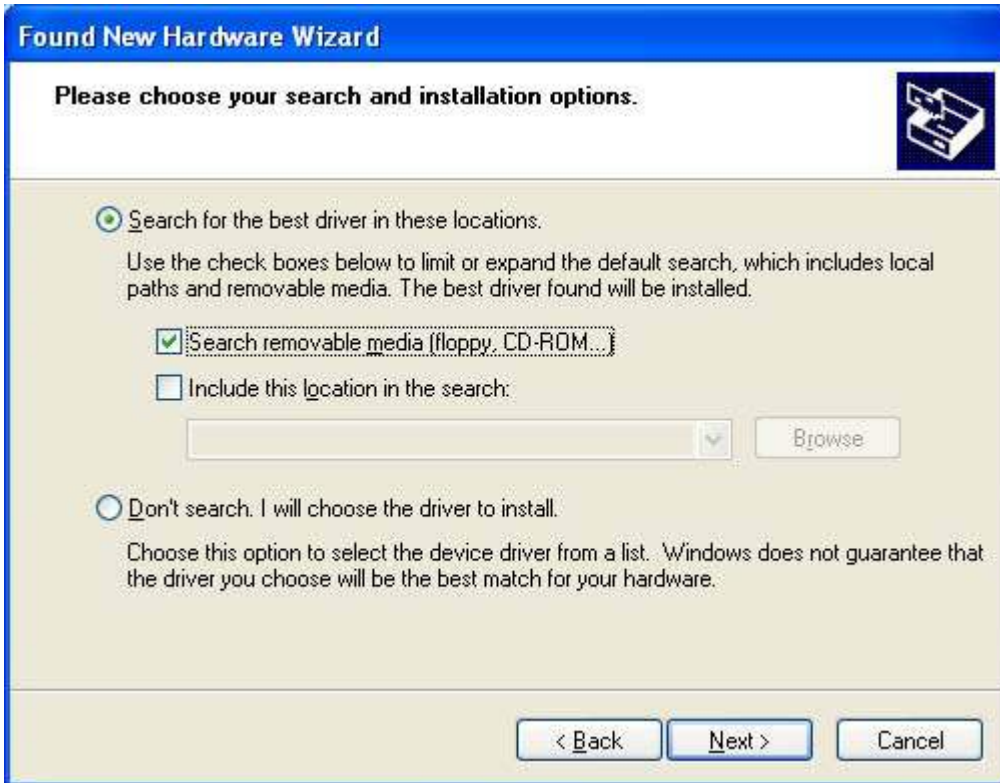 Found New Hardware Wizard
Please choose your search and installation options.
Search for the best driver in these locations.
Use the check boxes below to limit or expand the default search, which includes local
paths and removable media. The best driver found will be installed.
Search removable media (floppy, CD-ROM...)
Include this location in the search:
Browse
Don't search. I will choose the driver to install.
Choose this option to select the device driver from a list. Windows does not guarantee that
the driver you choose will be the best match for your hardware.
< Back Next > Cancel